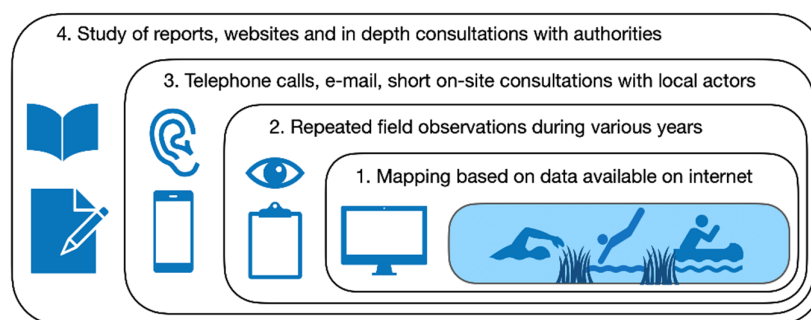 4. Study of reports, websites and in depth consultations with authorities
3. Telephone calls, e-mail, short on-site consultations with local actors
2. Repeated field observations during various years
1. Mapping based on data available on internet